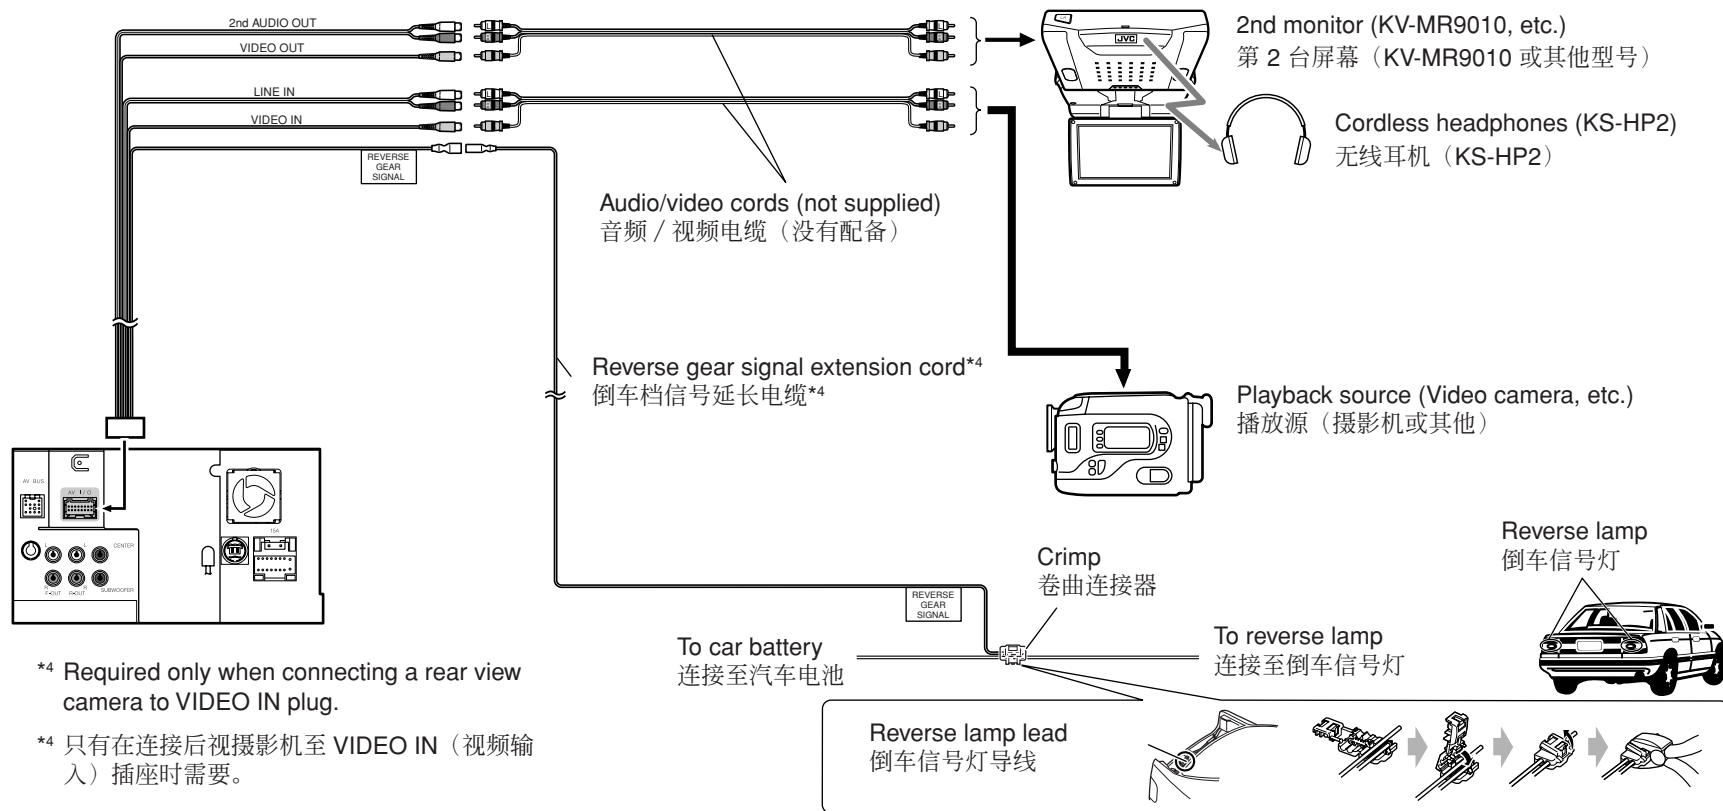 2nd AUDIO OUT
VIDEO OUT
LINE IN
VIDEO IN
REVERSE
GEAR
SIGNAL
JVC
2nd monitor (KV-MR9010, etc.)
第 2 台屏幕（KV-MR9010 或其他型号）
Cordless headphones (KS-HP2)
无线耳机（KS-HP2）
Audio/video cords (not supplied)
音频 / 视频电缆（没有配备）
Reverse gear signal extension cord*4
倒车档信号延长电缆*4
Playback source (Video camera, etc.)
播放源（摄影机或其他）
AV BUS
AV I/O
15A
L
L
CENTER
R
R
F-OUT
R-OUT
SUBWOOFER
Crimp
卷曲连接器
Reverse lamp
倒车信号灯
REVERSE
GEAR
SIGNAL
To car battery
连接至汽车电池
To reverse lamp
连接至倒车信号灯
*4 Required only when connecting a rear view
camera to VIDEO IN plug.
*4 只有在连接后视摄影机至 VIDEO IN（视频输
入）插座时需要。
Reverse lamp lead
倒车信号灯导线